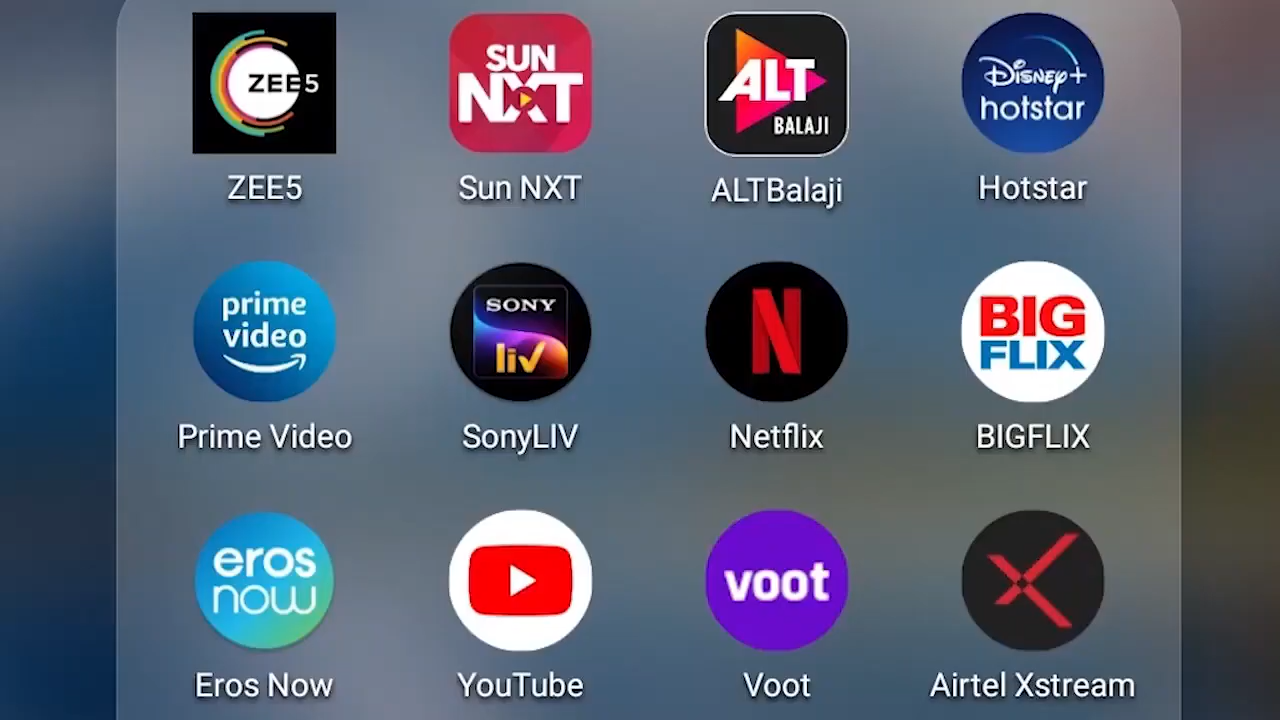 ZEE5
SUN
NXT
ALT
BALAJI
Disney+
hotstar
ZEE5
Sun NXT
ALTBalaji
Hotstar
prime
video
SONY
liv
N
BIG
FLIX
Prime Video
SonyLIV
Netflix
BIGFLIX
eros
now
voot
Eros Now
YouTube
Voot
Airtel Xstream